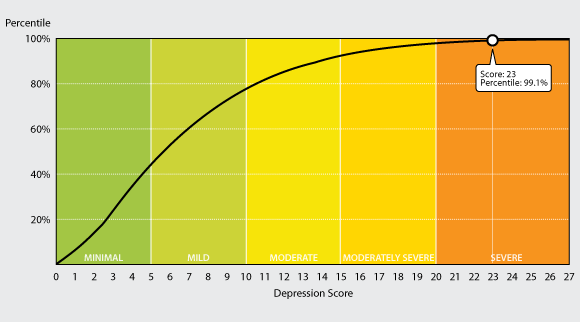 Percentile
100%
Score: 23
Percentile: 99.1%
80%
60%
40%
20%
MINIMAL MILD MODERATE MODERATELY SEVERE SEVERE
0 1 2 3 4 5 6 7 8 9 10 11 12 13 14 15 16 17 18 19 20 21 22 23 24 25 26 27
Depression Score